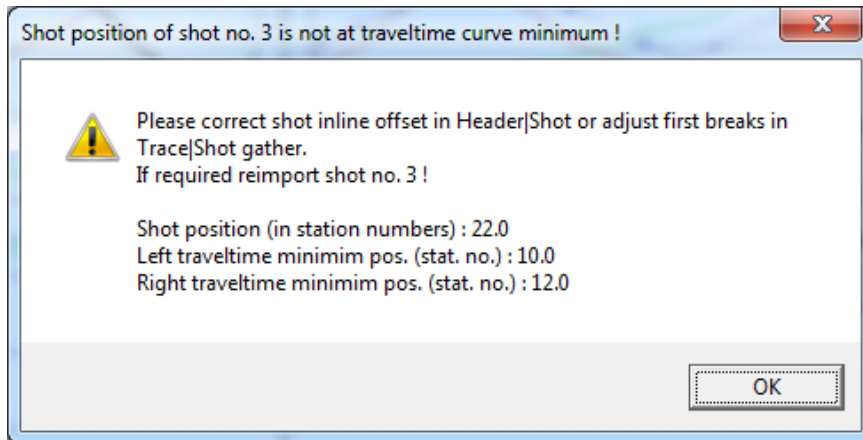 Shot position of shot no. 3 is not at traveltime curve minimum !
Please correct shot inline offset in Header|Shot or adjust first breaks in
Trace|Shot gather.
If required reimport shot no. 3 !
Shot position (in station numbers) : 22.0
Left traveltime minimim pos. (stat. no.) : 10.0
Right traveltime minimim pos. (stat. no.) : 12.0
OK